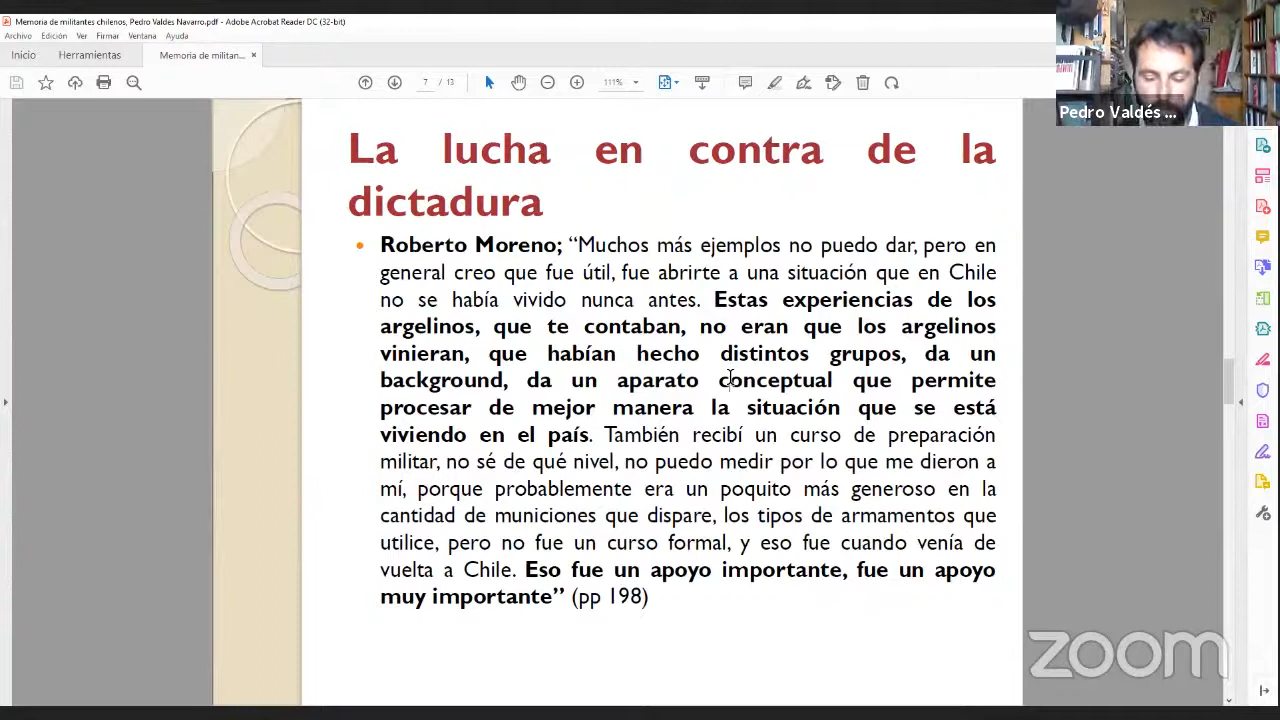 Memoria de militantes chilenos, Pedro Valdes Navarro.pdf - Adobe Acrobat Reader DC (32-bit)
Archivo Edición Ver Firmar Ventana Ayuda
Inicio Herramientas Memoria de militan... ×
7 / 13 111%
Pedro Valdés ...
La lucha en contra de la
dictadura
• Roberto Moreno; “Muchos más ejemplos no puedo dar, pero en
general creo que fue útil, fue abrirte a una situación que en Chile
no se había vivido nunca antes. Estas experiencias de los
argelinos, que te contaban, no eran que los argelinos
vinieran, que habían hecho distintos grupos, da un
background, da un aparato conceptual que permite
procesar de mejor manera la situación que se está
viviendo en el país. También recibí un curso de preparación
militar, no sé de qué nivel, no puedo medir por lo que me dieron a
mí, porque probablemente era un poquito más generoso en la
cantidad de municiones que dispare, los tipos de armamentos que
utilice, pero no fue un curso formal, y eso fue cuando venía de
vuelta a Chile. Eso fue un apoyo importante, fue un apoyo
muy importante” (pp 198)
zoom